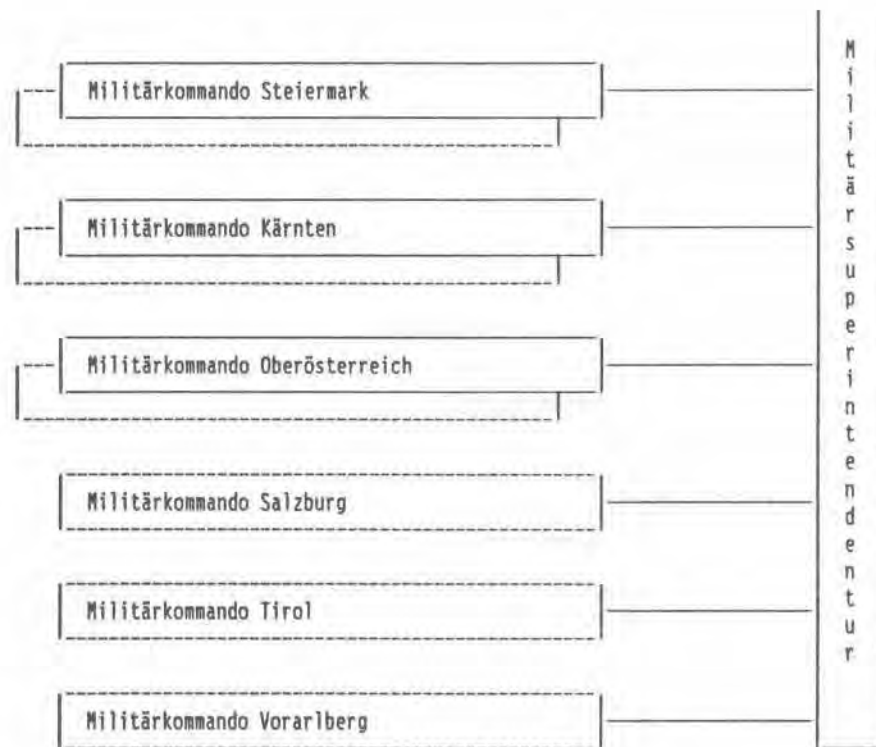 Militärkommando Steiermark
Militärkommando Kärnten
Militärkommando Oberösterreich
Militärkommando Salzburg
Militärkommando Tirol
Militärkommando Vorarlberg
Militärsuperintendentur